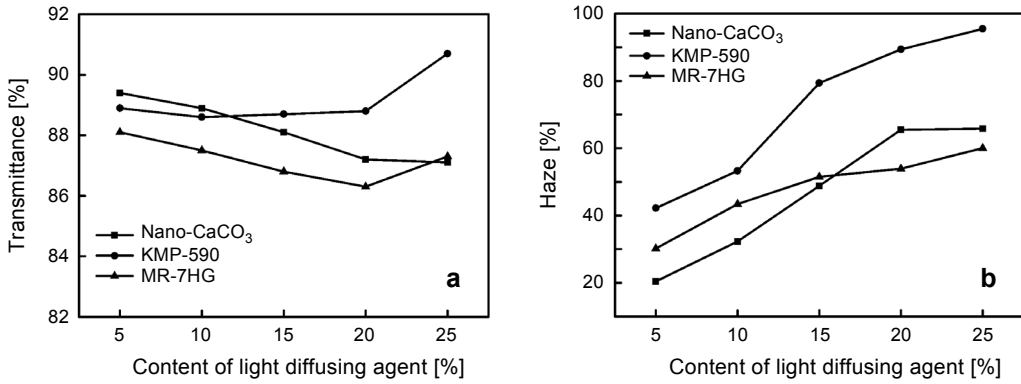 92
90
88
86
84
82
Transmittance [%]
Nano-CaCO₃
KMP-590
MR-7HG
a
5 10 15 20 25
Content of light diffusing agent [%]
100
80
60
40
20
Haze [%]
Nano-CaCO₃
KMP-590
MR-7HG
b
5 10 15 20 25
Content of light diffusing agent [%]